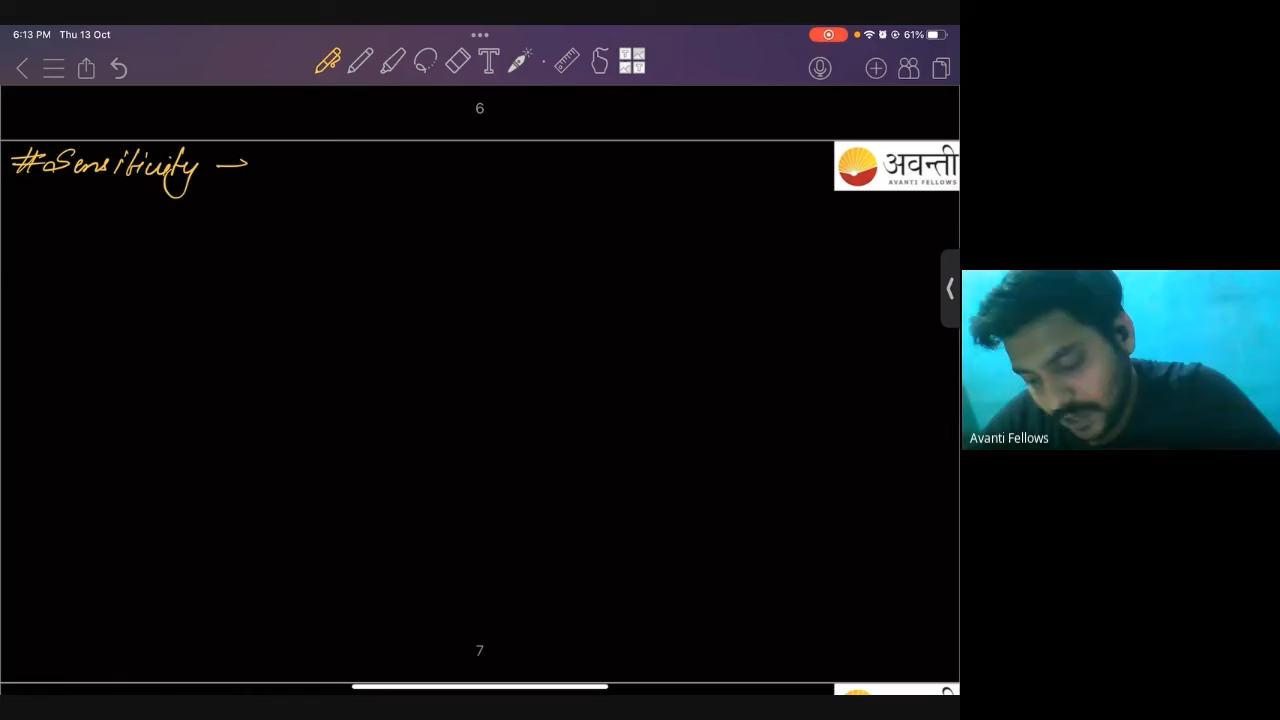 6:13 PM Thu 13 Oct
61%
6
#Sensitivity →
अवन्ती
AVANTI FELLOWS
Avanti Fellows
7